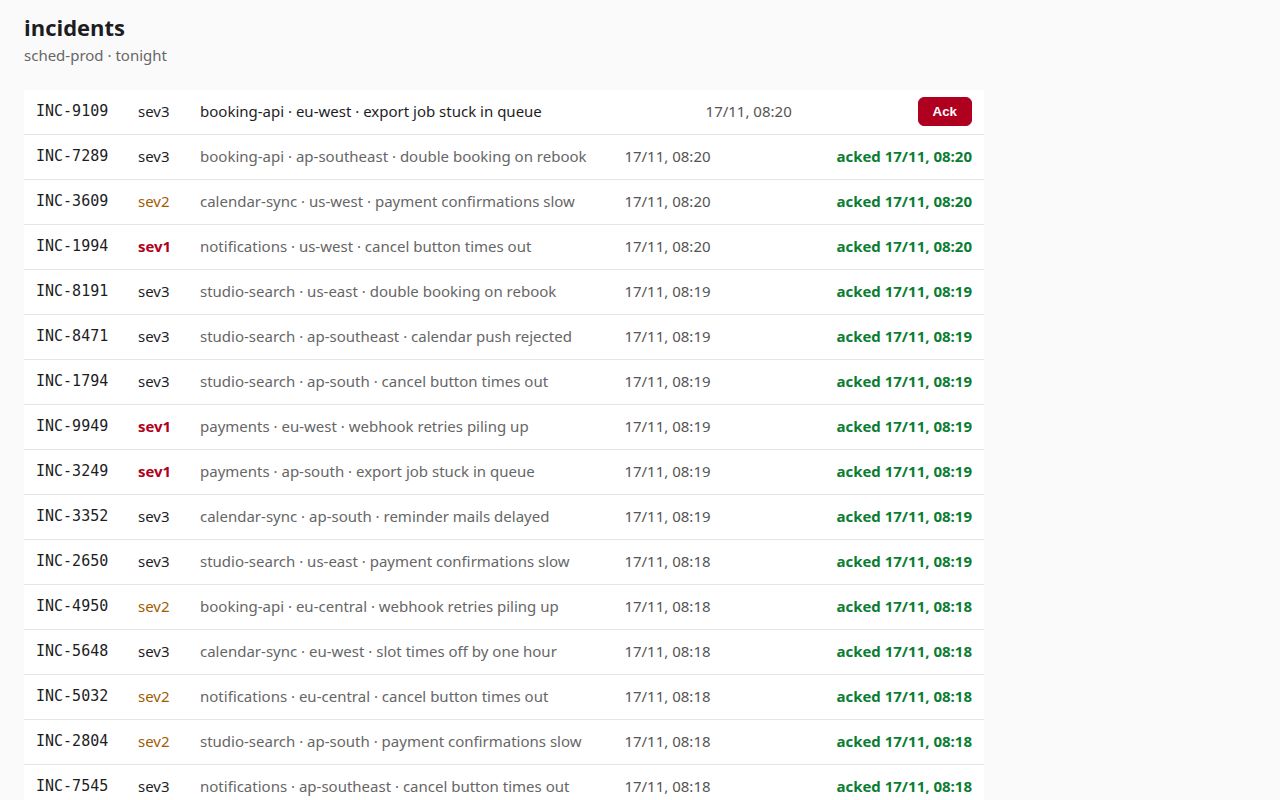 incidents
sched-prod · tonight
INC-9109 sev3 booking-api · eu-west · export job stuck in queue 17/11, 08:20 Ack
INC-7289 sev3 booking-api · ap-southeast · double booking on rebook 17/11, 08:20 acked 17/11, 08:20
INC-3609 sev2 calendar-sync · us-west · payment confirmations slow 17/11, 08:20 acked 17/11, 08:20
INC-1994 sev1 notifications · us-west · cancel button times out 17/11, 08:20 acked 17/11, 08:20
INC-8191 sev3 studio-search · us-east · double booking on rebook 17/11, 08:19 acked 17/11, 08:19
INC-8471 sev3 studio-search · ap-southeast · calendar push rejected 17/11, 08:19 acked 17/11, 08:19
INC-1794 sev3 studio-search · ap-south · cancel button times out 17/11, 08:19 acked 17/11, 08:19
INC-9949 sev1 payments · eu-west · webhook retries piling up 17/11, 08:19 acked 17/11, 08:19
INC-3249 sev1 payments · ap-south · export job stuck in queue 17/11, 08:19 acked 17/11, 08:19
INC-3352 sev3 calendar-sync · ap-south · reminder mails delayed 17/11, 08:19 acked 17/11, 08:19
INC-2650 sev3 studio-search · us-east · payment confirmations slow 17/11, 08:18 acked 17/11, 08:19
INC-4950 sev2 booking-api · eu-central · webhook retries piling up 17/11, 08:18 acked 17/11, 08:18
INC-5648 sev3 calendar-sync · eu-west · slot times off by one hour 17/11, 08:18 acked 17/11, 08:18
INC-5032 sev2 notifications · eu-central · cancel button times out 17/11, 08:18 acked 17/11, 08:18
INC-2804 sev2 studio-search · ap-south · payment confirmations slow 17/11, 08:18 acked 17/11, 08:18
INC-7545 sev3 notifications · ap-southeast · cancel button times out 17/11, 08:18 acked 17/11, 08:18